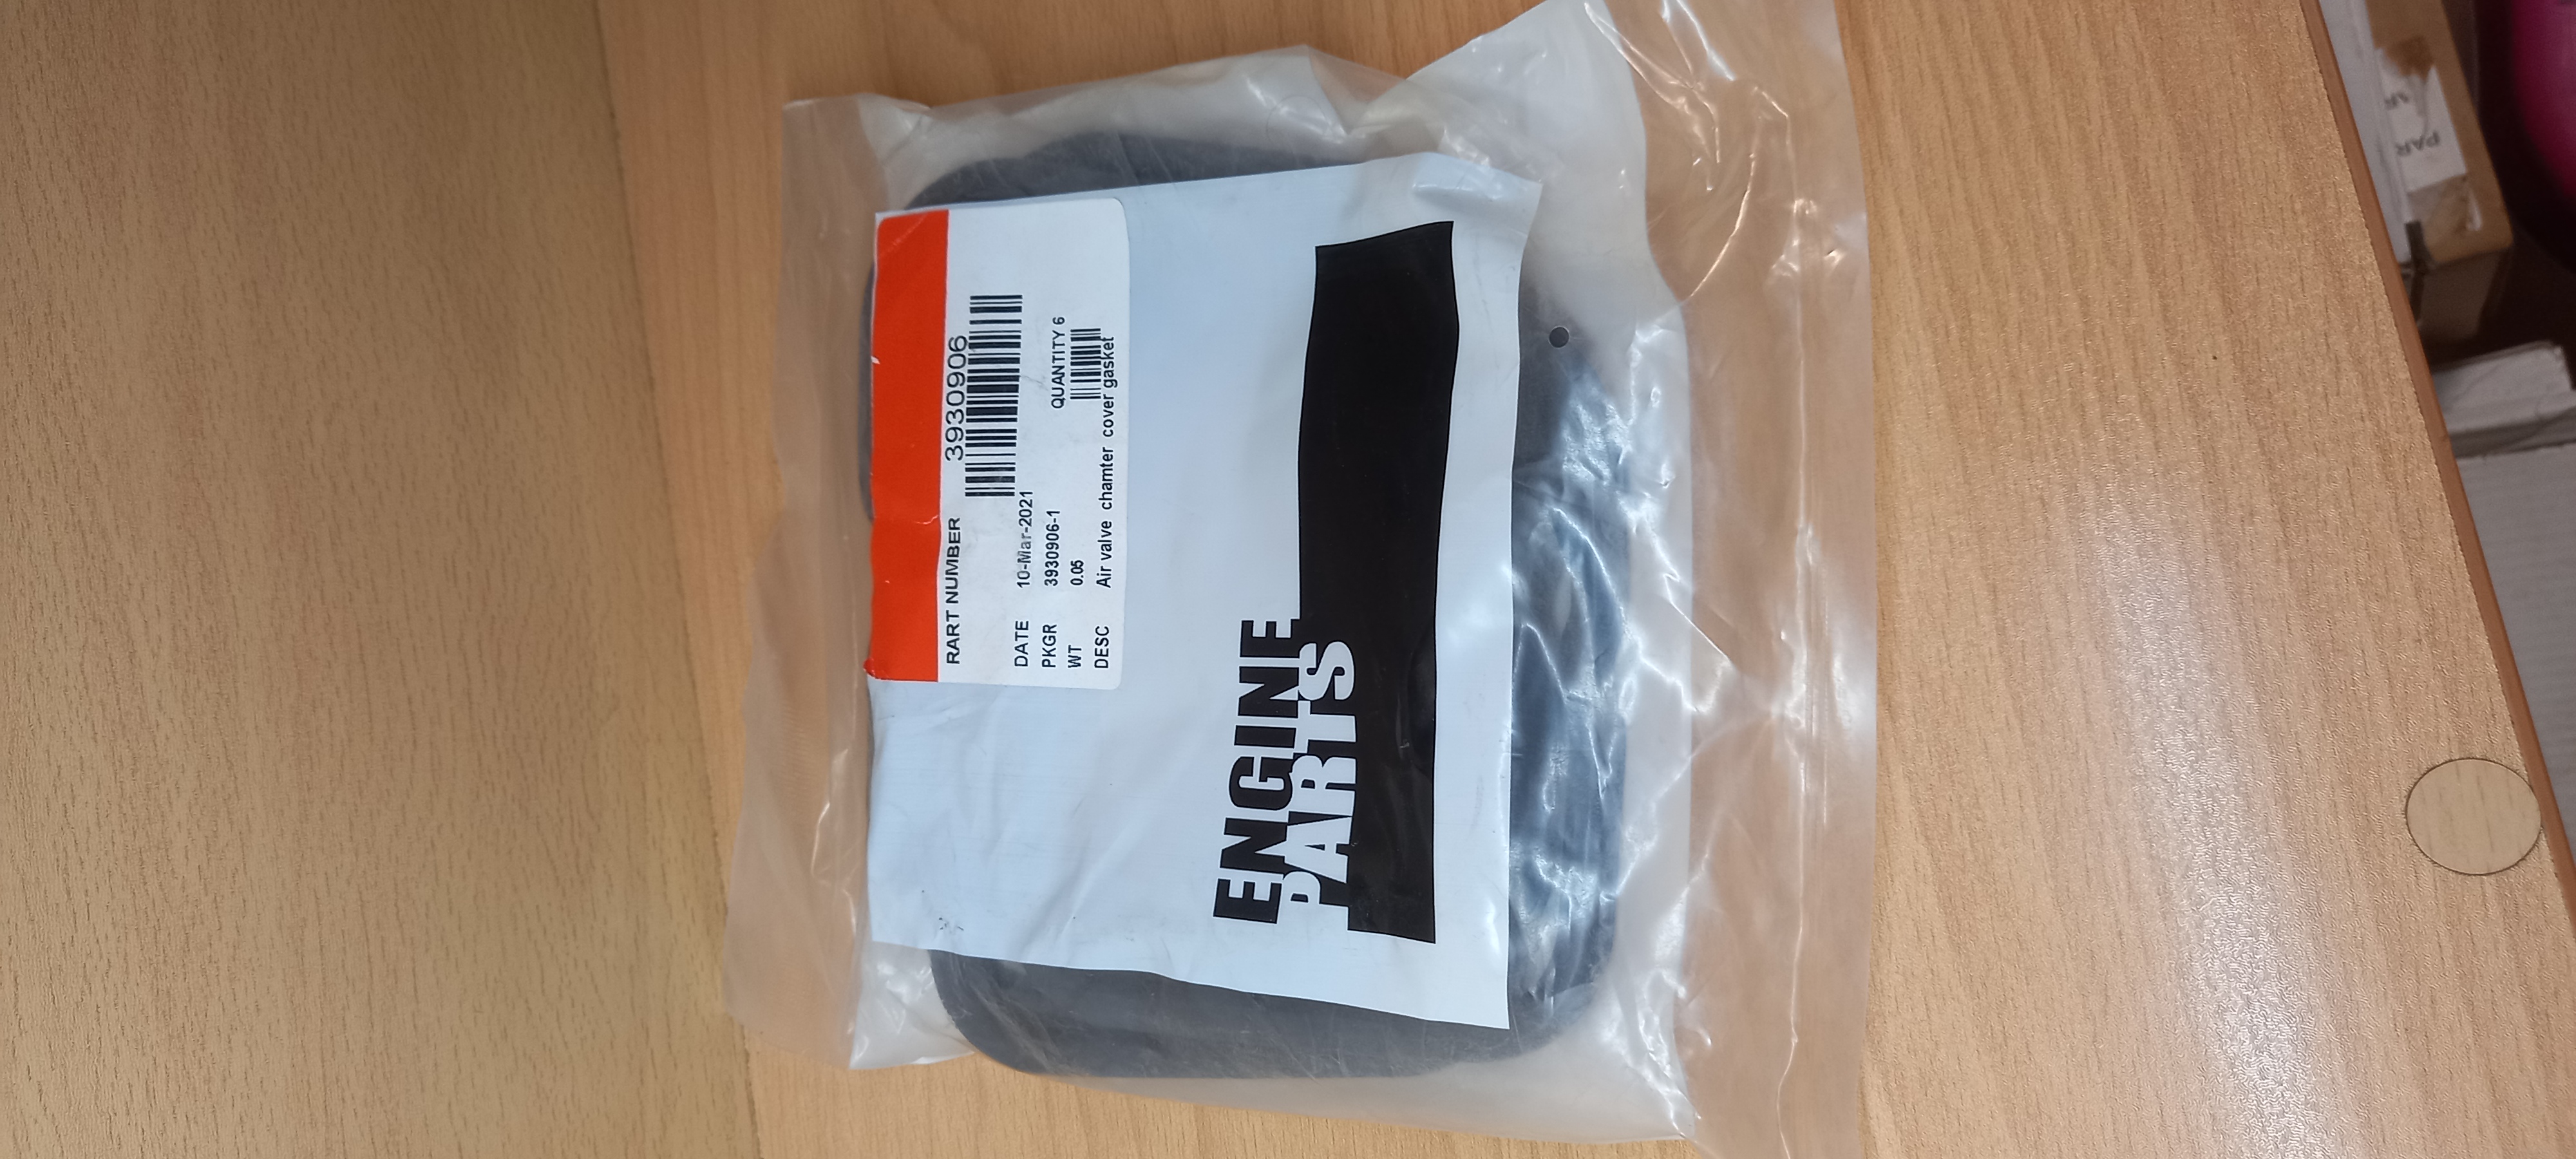 RART NUMBER 3930906
DATE 10-Mar-2021
PKGR 3930906-1 QUANTITY 6
WT 0.05
DESC Air valve chamter cover gasket
ENGINE
PARTS
PAR